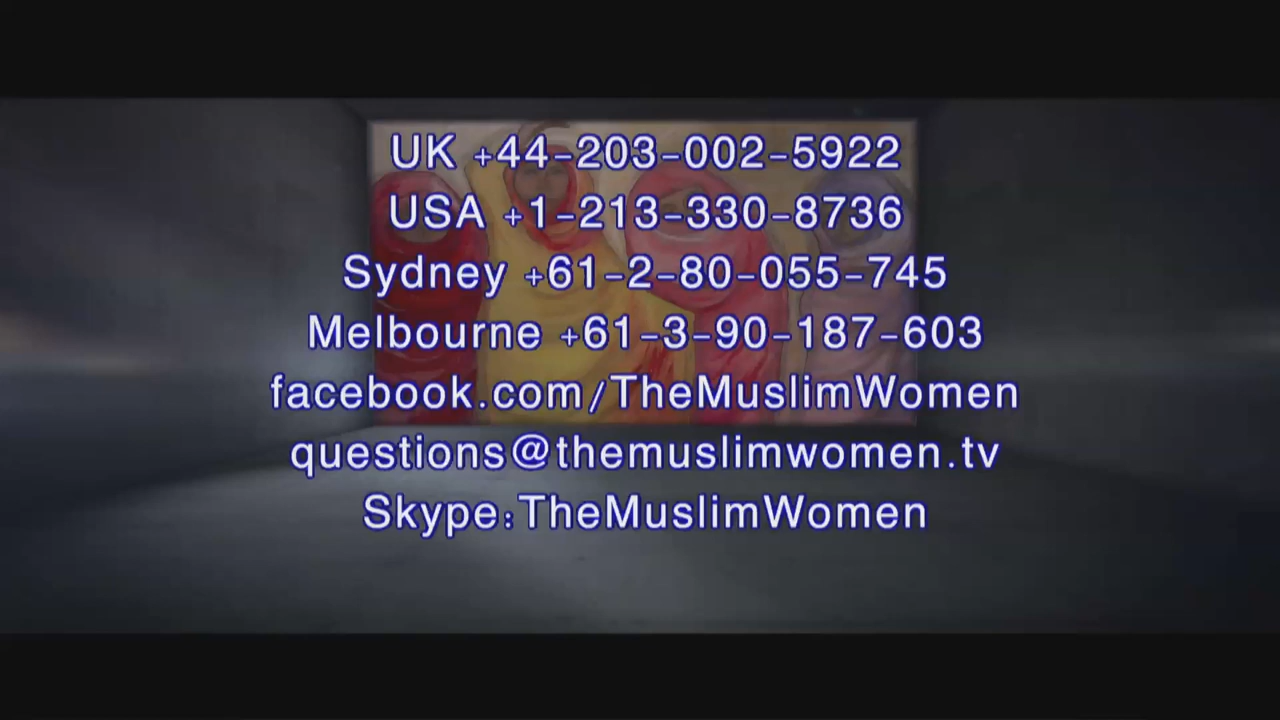 UK +44-203-002-5922
USA +1-213-330-8736
Sydney +61-2-80-055-745
Melbourne +61-3-90-187-603
facebook.com/TheMuslimWomen
questions@themuslimwomen.tv
Skype:TheMuslimWomen